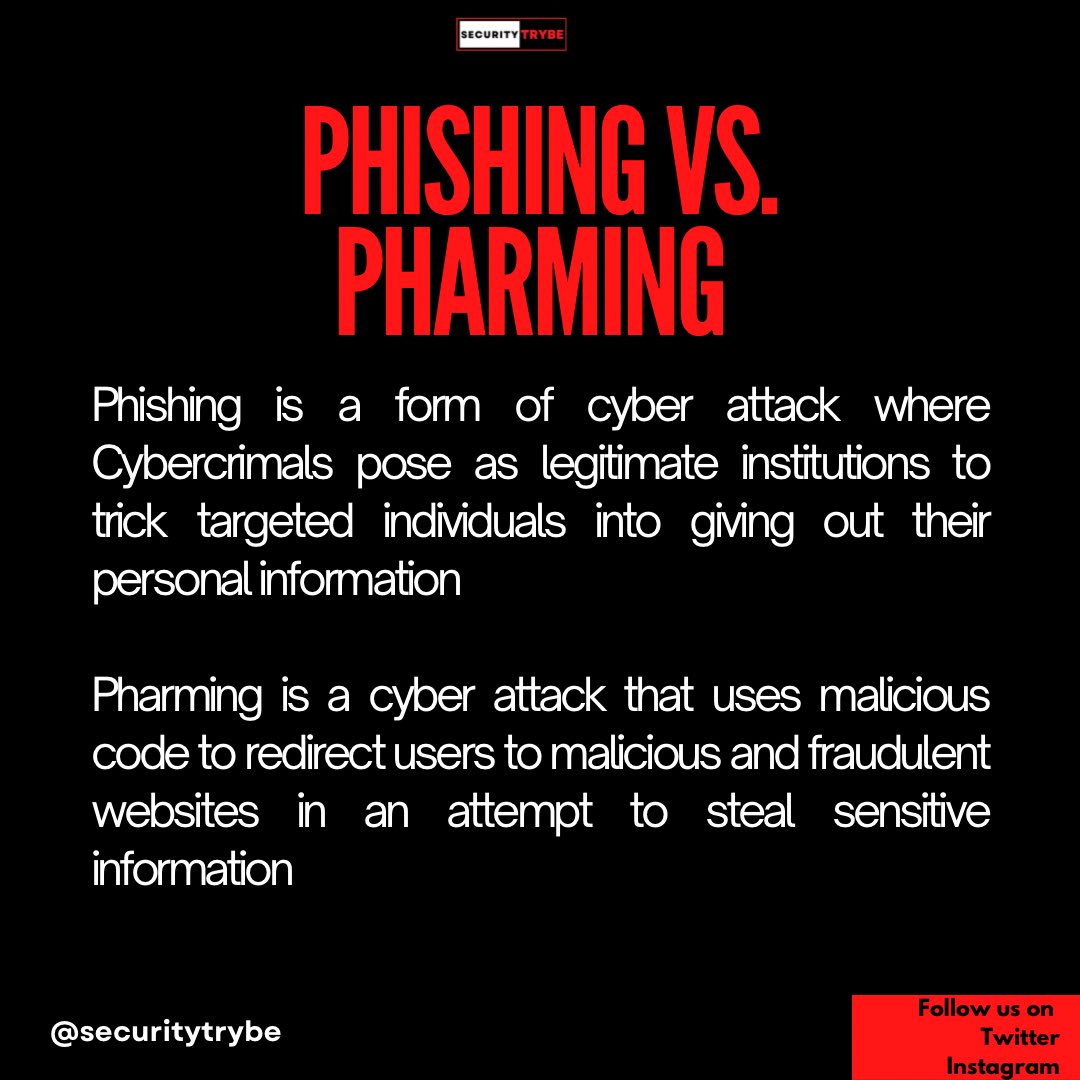 SECURITY TRYBE
PHISHING VS.
PHARMING
Phishing is a form of cyber attack where
Cybercrimals pose as legitimate institutions to
trick targeted individuals into giving out their
personal information
Pharming is a cyber attack that uses malicious
code to redirect users to malicious and fraudulent
websites in an attempt to steal sensitive
information
@securitytrybe
Follow us on
Twitter
Instagram